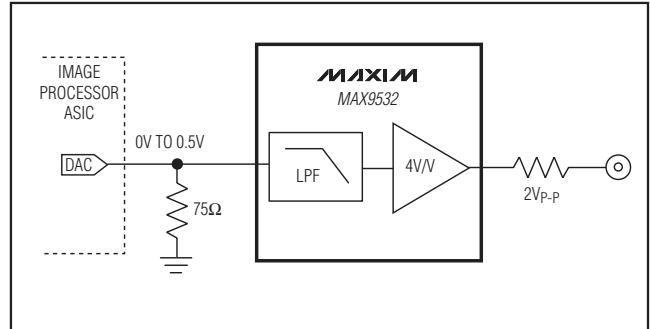 IMAGE
PROCESSOR
ASIC
DAC
0V TO 0.5V
75Ω
MAXIM
MAX9532
LPF
4V/V
2VP-P